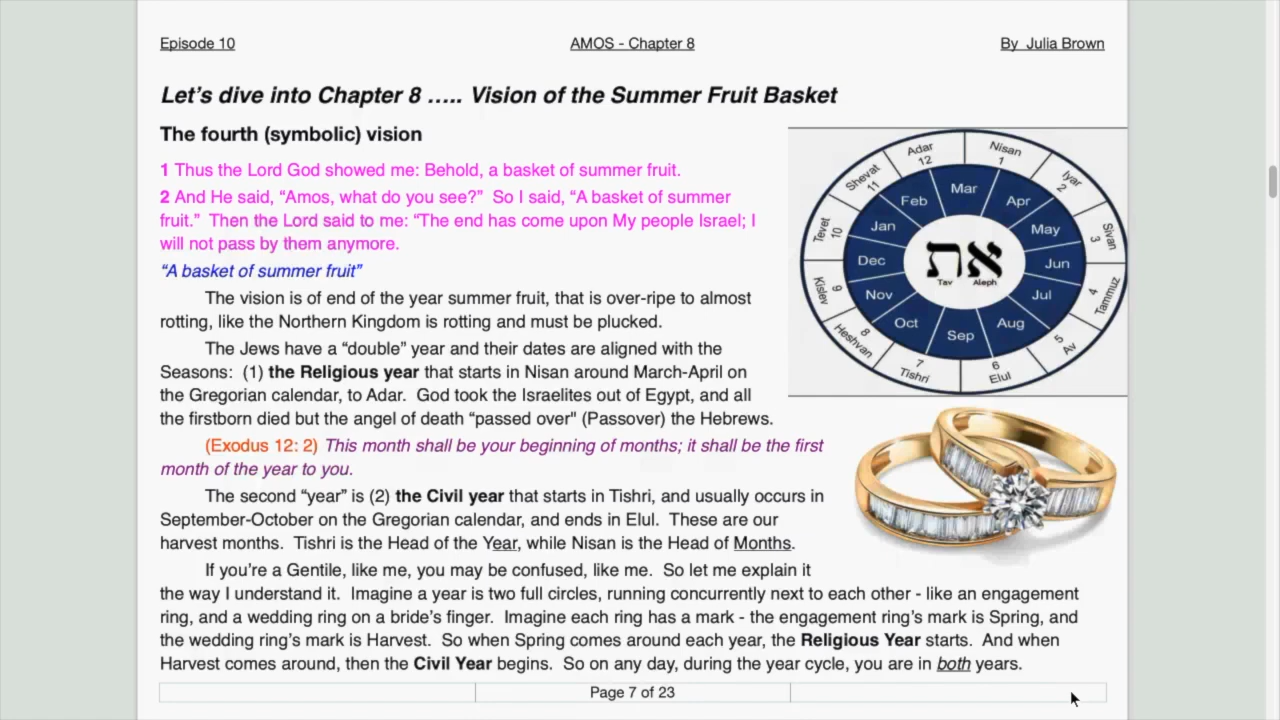 Episode 10
AMOS - Chapter 8
By Julia Brown
Let's dive into Chapter 8 ….. Vision of the Summer Fruit Basket
The fourth (symbolic) vision
1 Thus the Lord God showed me: Behold, a basket of summer fruit.
2 And He said, “Amos, what do you see?” So I said, “A basket of summer
fruit.” Then the Lord said to me: “The end has come upon My people Israel; I
will not pass by them anymore.
“A basket of summer fruit”
The vision is of end of the year summer fruit, that is over-ripe to almost
rotting, like the Northern Kingdom is rotting and must be plucked.
The Jews have a “double” year and their dates are aligned with the
Seasons: (1) the Religious year that starts in Nisan around March-April on
the Gregorian calendar, to Adar. God took the Israelites out of Egypt, and all
the firstborn died but the angel of death “passed over" (Passover) the Hebrews.
(Exodus 12: 2) This month shall be your beginning of months; it shall be the first
month of the year to you.
The second “year” is (2) the Civil year that starts in Tishri, and usually occurs in
September-October on the Gregorian calendar, and ends in Elul. These are our
harvest months. Tishri is the Head of the Year, while Nisan is the Head of Months.
If you're a Gentile, like me, you may be confused, like me. So let me explain it
the way I understand it. Imagine a year is two full circles, running concurrently next to each other - like an engagement
ring, and a wedding ring on a bride's finger. Imagine each ring has a mark - the engagement ring's mark is Spring, and
the wedding ring's mark is Harvest. So when Spring comes around each year, the Religious Year starts. And when
Harvest comes around, then the Civil Year begins. So on any day, during the year cycle, you are in both years.
Nisan
1
Iyar
2
Sivan
3
Tammuz
4
Av
5
Elul
6
Tishri
7
Heshvan
8
Kislev
9
Tevet
10
Shevat
11
Adar
12
Mar
Apr
May
Jun
Jul
Aug
Sep
Oct
Nov
Dec
Jan
Feb
את
Tav
Aleph
Page 7 of 23